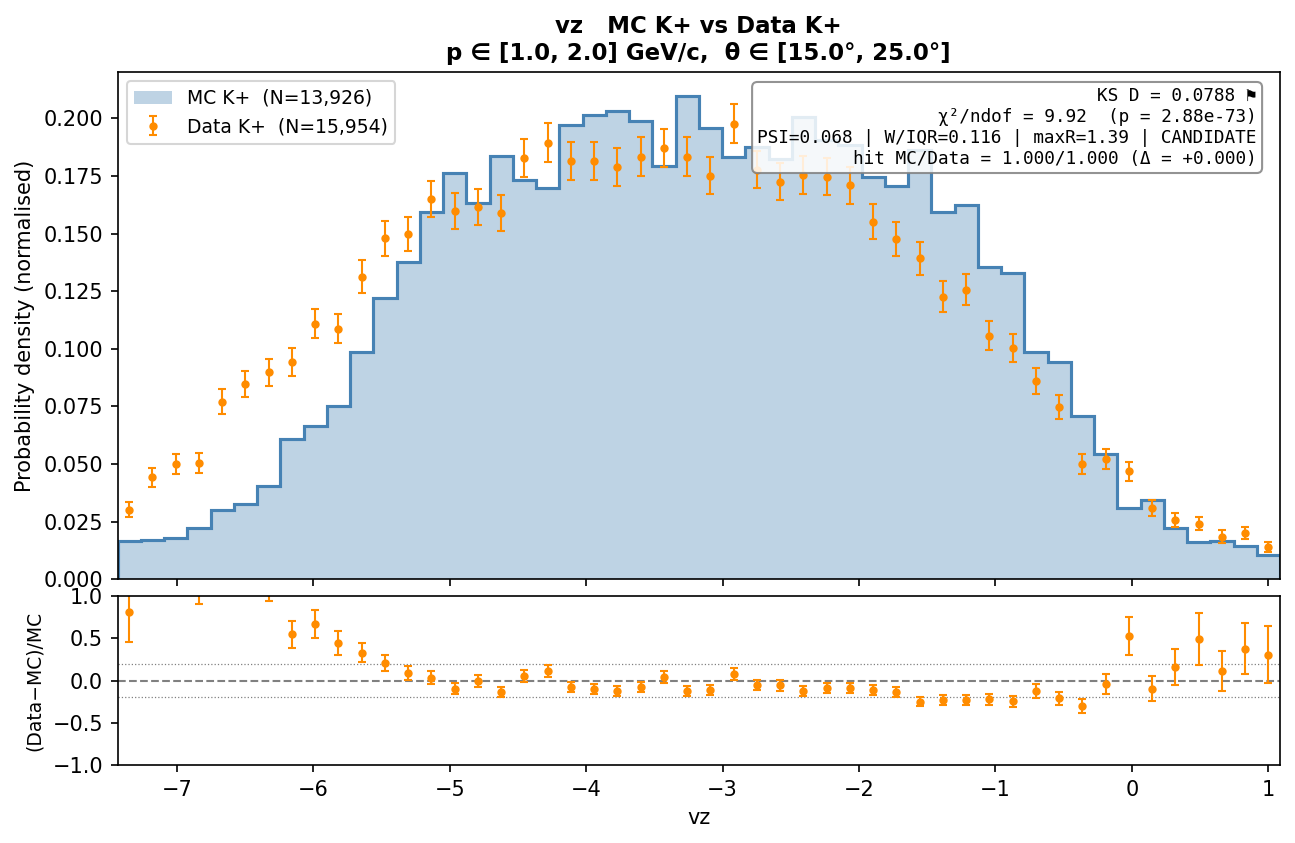 vz   MC K+ vs Data K+
p ∈ [1.0, 2.0] GeV/c,  θ ∈ [15.0°, 25.0°]
MC K+  (N=13,926)
Data K+  (N=15,954)
KS D = 0.0788 ⚑
χ²/ndof = 9.92  (p = 2.88e-73)
PSI=0.068 | W/IQR=0.116 | maxR=1.39 | CANDIDATE
hit MC/Data = 1.000/1.000 (Δ = +0.000)
Probability density (normalised)
0.200
0.175
0.150
0.125
0.100
0.075
0.050
0.025
0.000
(Data−MC)/MC
1.0
0.5
0.0
−0.5
−1.0
−7 −6 −5 −4 −3 −2 −1 0 1
vz